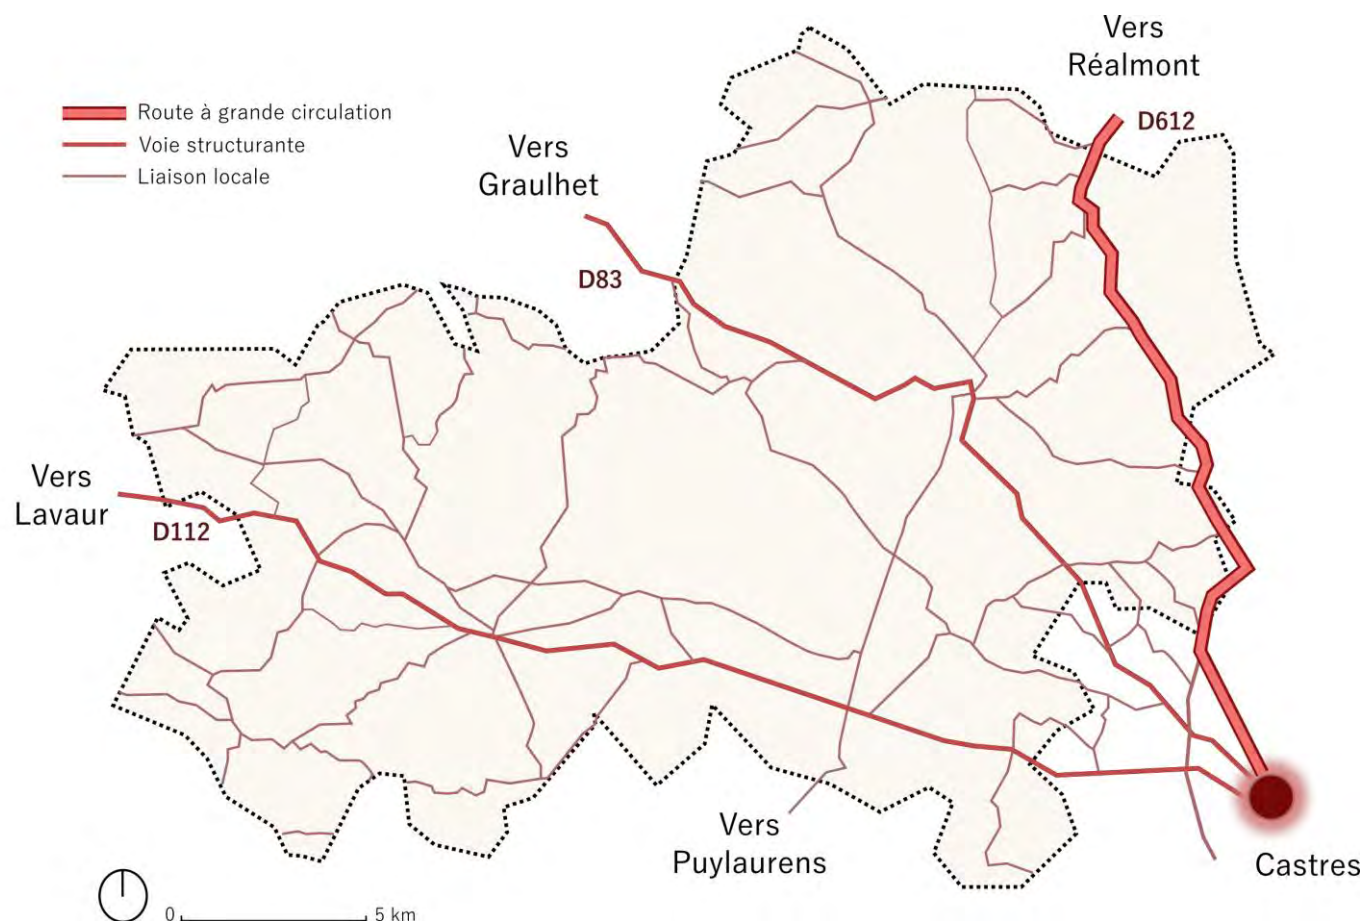 Vers
Réalmont
D612
Route à grande circulation
Voie structurante
Liaison locale
Vers
Graulhet
D83
Vers
Lavaur
D112
Vers
Puylaurens
Castres
0
5 km